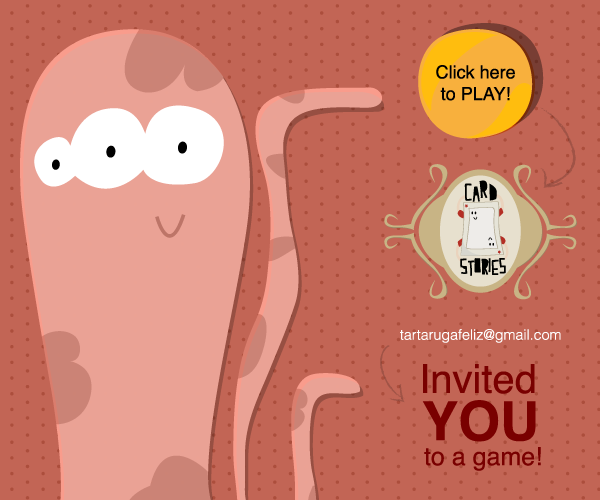 Click here
to PLAY!
CARD
STORIES
tartarugafeliz@gmail.com
Invited
YOU
to a game!